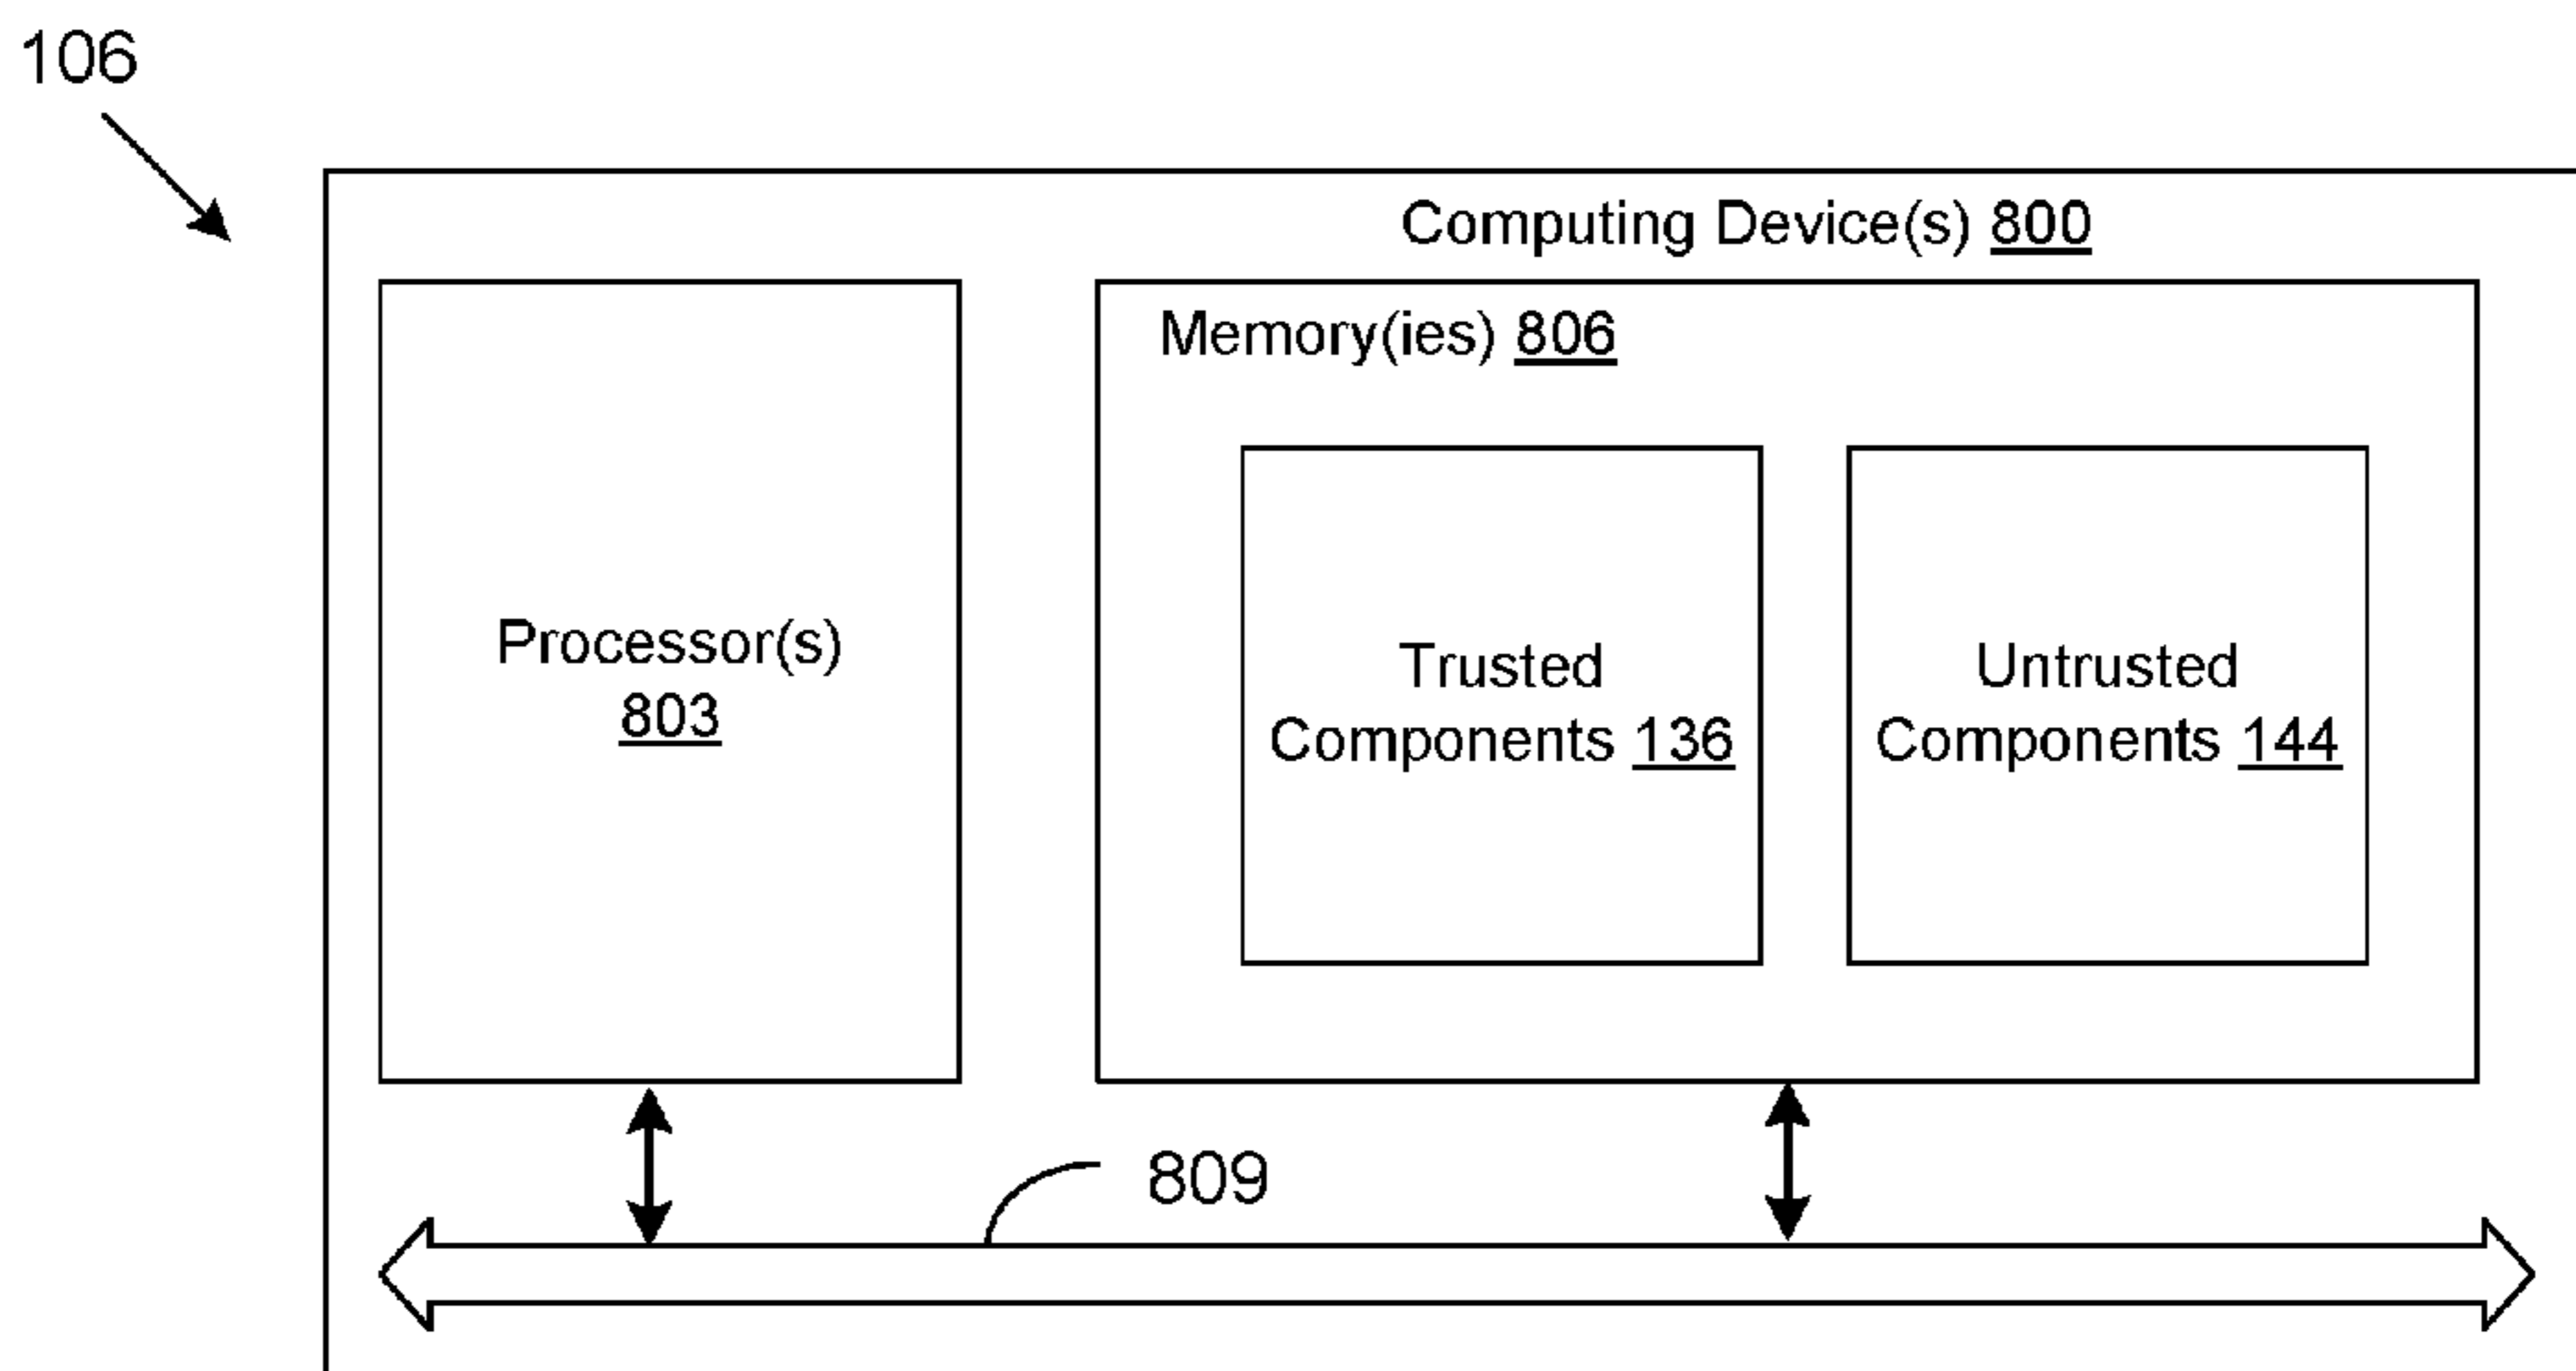 106
Computing Device(s) 800
Memory(ies) 806
Processor(s)
803
Trusted
Components 136
Untrusted
Components 144
809